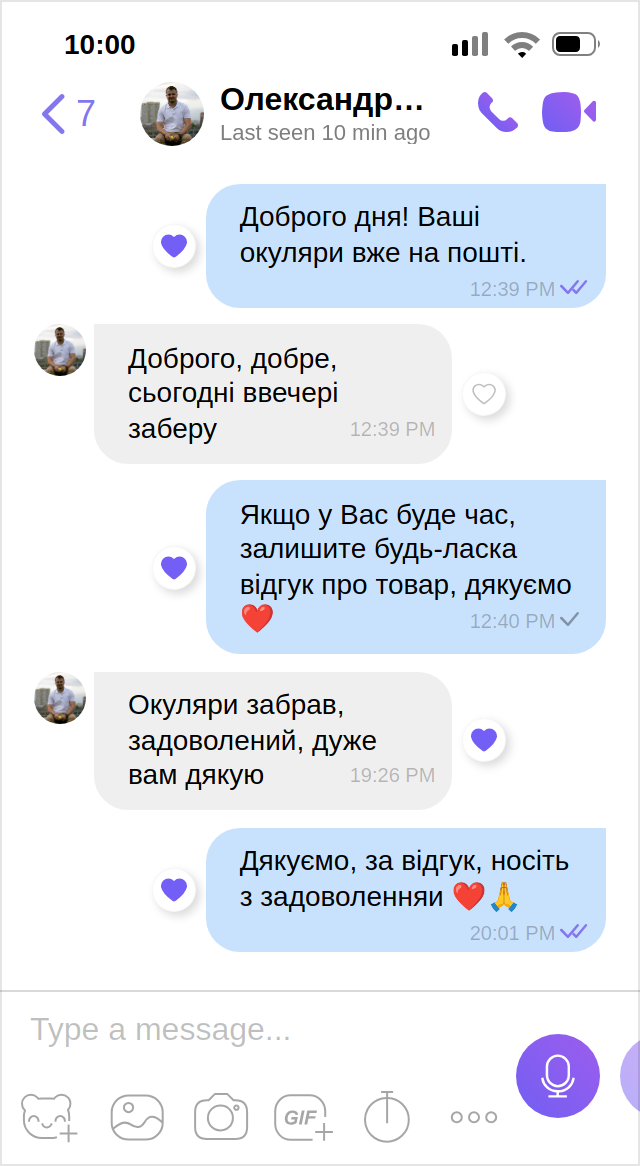 10:00
7
Олександр...
Last seen 10 min ago
Доброго дня! Ваші
окуляри вже на пошті.
12:39 PM
Доброго, добре,
сьогодні ввечері
заберу
12:39 PM
Якщо у Вас буде час,
залишите будь-ласка
відгук про товар, дякуємо
❤️
12:40 PM
Окуляри забрав,
задоволений, дуже
вам дякую
19:26 PM
Дякуємо, за відгук, носіть
з задоволенняи ❤️🙏
20:01 PM
Type a message...
GIF